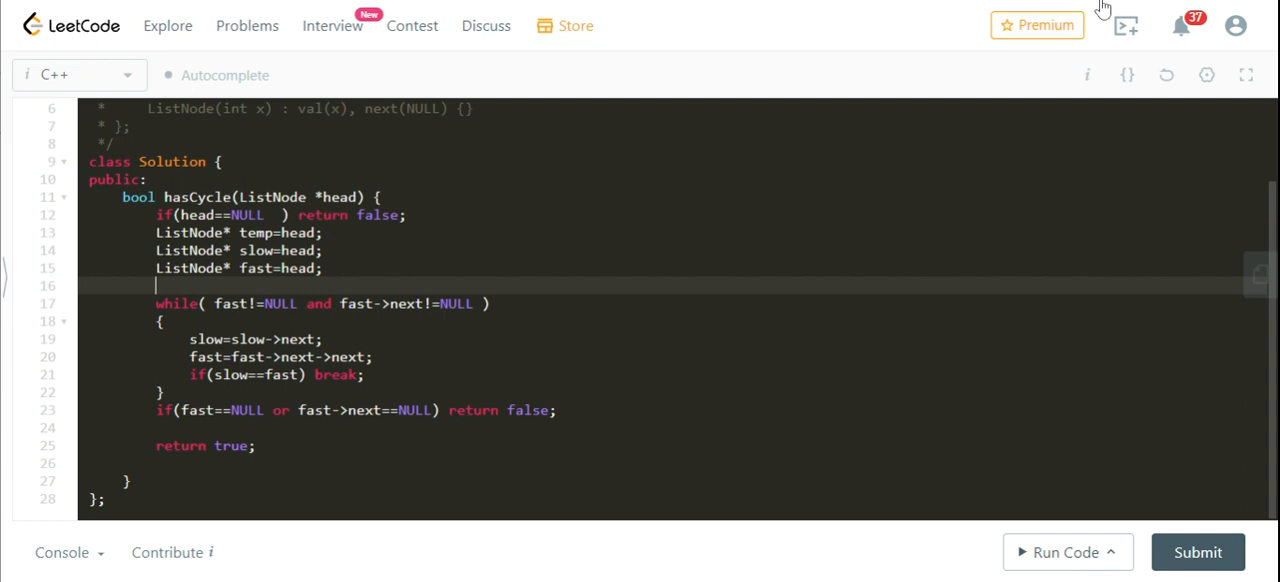 LeetCode Explore Problems Interview New Contest Discuss Store Premium 37
i C++ Autocomplete i {}
6 * ListNode(int x) : val(x), next(NULL) {}
7 * };
8 */
9 class Solution {
10 public:
11 bool hasCycle(ListNode *head) {
12 if(head==NULL  ) return false;
13 ListNode* temp=head;
14 ListNode* slow=head;
15 ListNode* fast=head;
16
17 while( fast!=NULL and fast->next!=NULL )
18 {
19 slow=slow->next;
20 fast=fast->next->next;
21 if(slow==fast) break;
22 }
23 if(fast==NULL or fast->next==NULL) return false;
24
25 return true;
26
27 }
28 };
Console Contribute i Run Code Submit